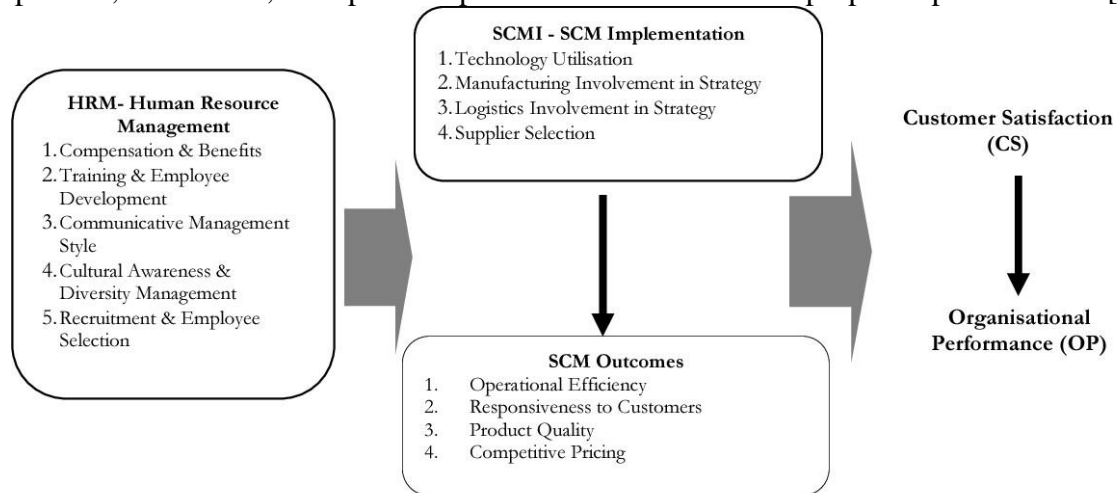 HRM- Human Resource
Management
1. Compensation & Benefits
2. Training & Employee
Development
3. Communicative Management
Style
4. Cultural Awareness &
Diversity Management
5. Recruitment & Employee
Selection
SCMI - SCM Implementation
1. Technology Utilisation
2. Manufacturing Involvement in Strategy
3. Logistics Involvement in Strategy
4. Supplier Selection
SCM Outcomes
1. Operational Efficiency
2. Responsiveness to Customers
3. Product Quality
4. Competitive Pricing
Customer Satisfaction
(CS)
Organisational
Performance (OP)